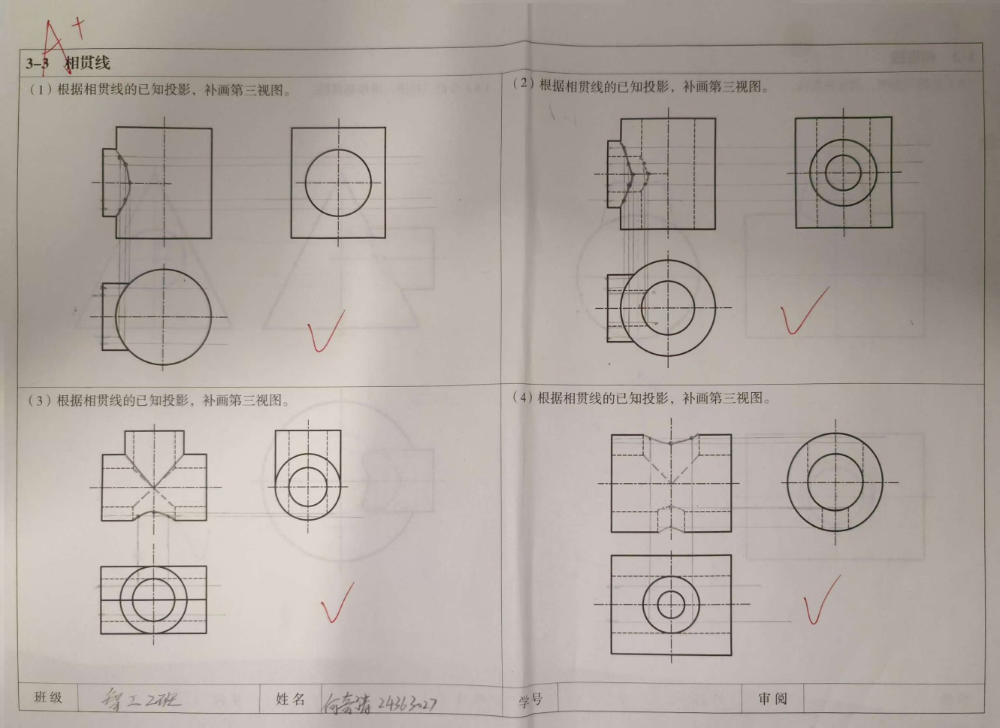 A+
3-3 相贯线
(1) 根据相贯线的已知投影，补画第三视图。
(2) 根据相贯线的已知投影，补画第三视图。
(3) 根据相贯线的已知投影，补画第三视图。
(4) 根据相贯线的已知投影，补画第三视图。
班级 工2班 姓名 何 24363027 学号 审阅